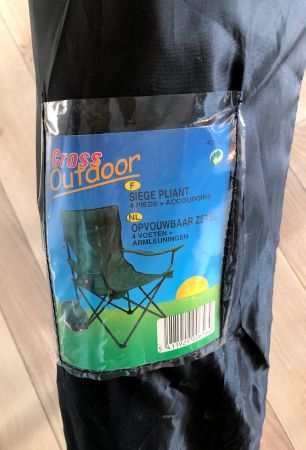 Cross
Outdoor
F
SIEGE PLIANT
4 PIEDS + ACCOUDOIRS
NL
OPVOUWBAAR ZETEL
4 VOETEN +
ARMLEUNINGEN